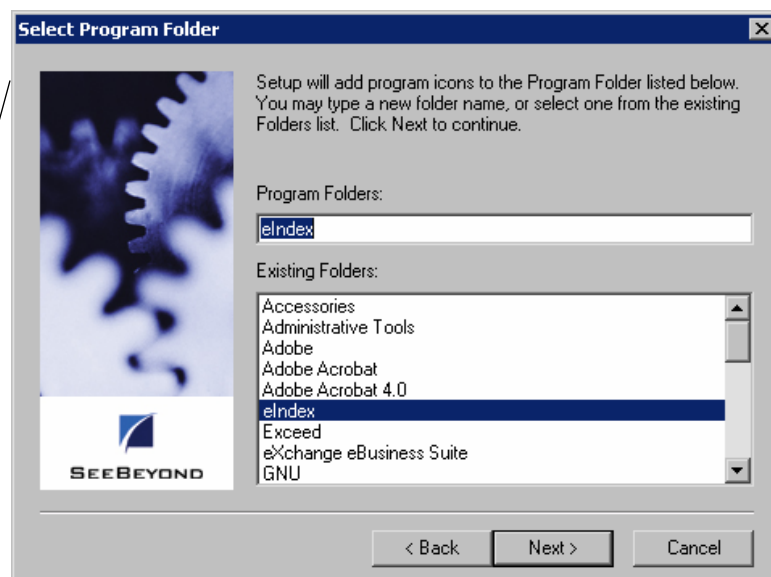 Select Program Folder
Setup will add program icons to the Program Folder listed below.
You may type a new folder name, or select one from the existing
Folders list. Click Next to continue.
Program Folders:
eIndex
Existing Folders:
Accessories
Administrative Tools
Adobe
Adobe Acrobat
Adobe Acrobat 4.0
eIndex
Exceed
eXchange eBusiness Suite
GNU
SEEBEYOND
< Back
Next >
Cancel